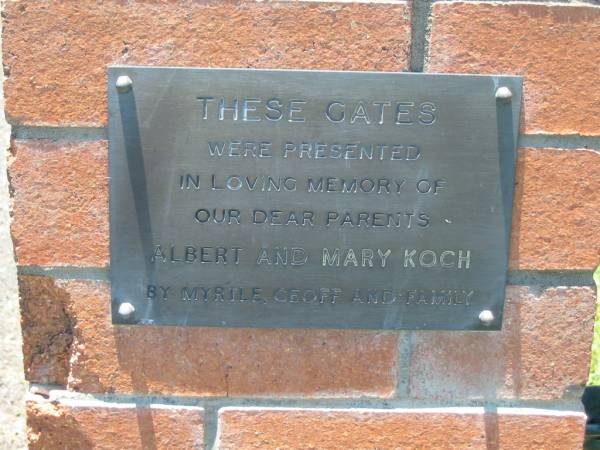 THESE GATES
WERE PRESENTED
IN LOVING MEMORY OF
OUR DEAR PARENTS
ALBERT AND MARY KOCH
BY MYRTLE, GEOFF AND FAMILY